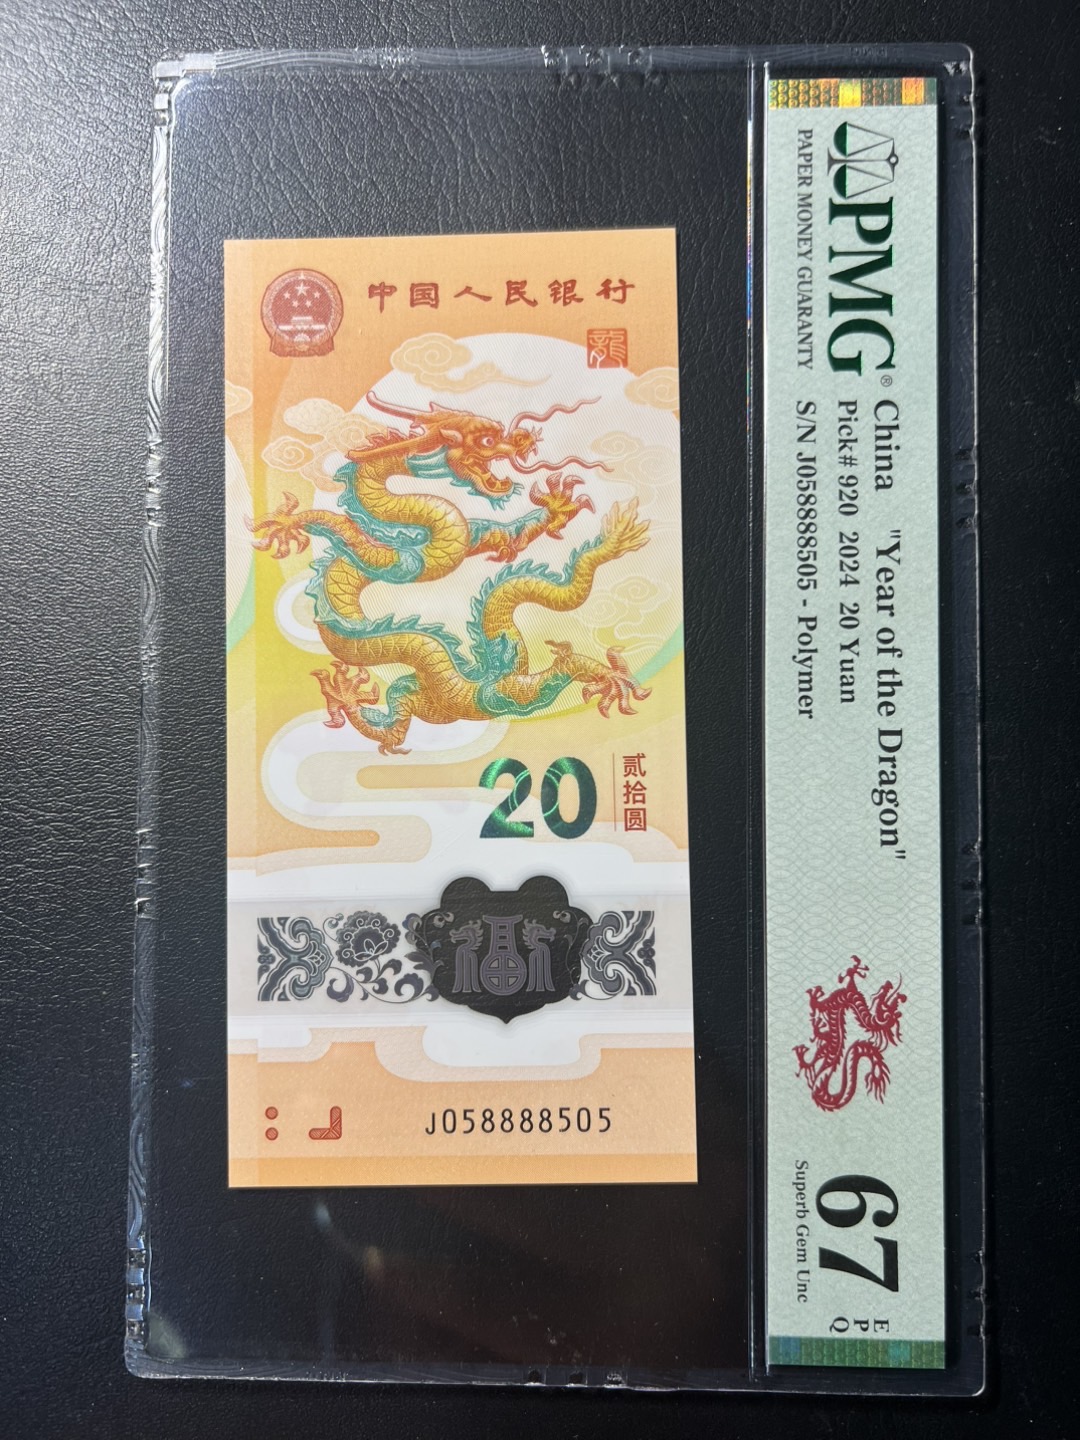 中国人民银行
龍
20
贰拾圆
J058888505
PMG®
PAPER MONEY GUARANTY
China "Year of the Dragon"
Pick# 920 2024 20 Yuan
S/N J058888505 - Polymer
67 EPQ
Superb Gem Unc